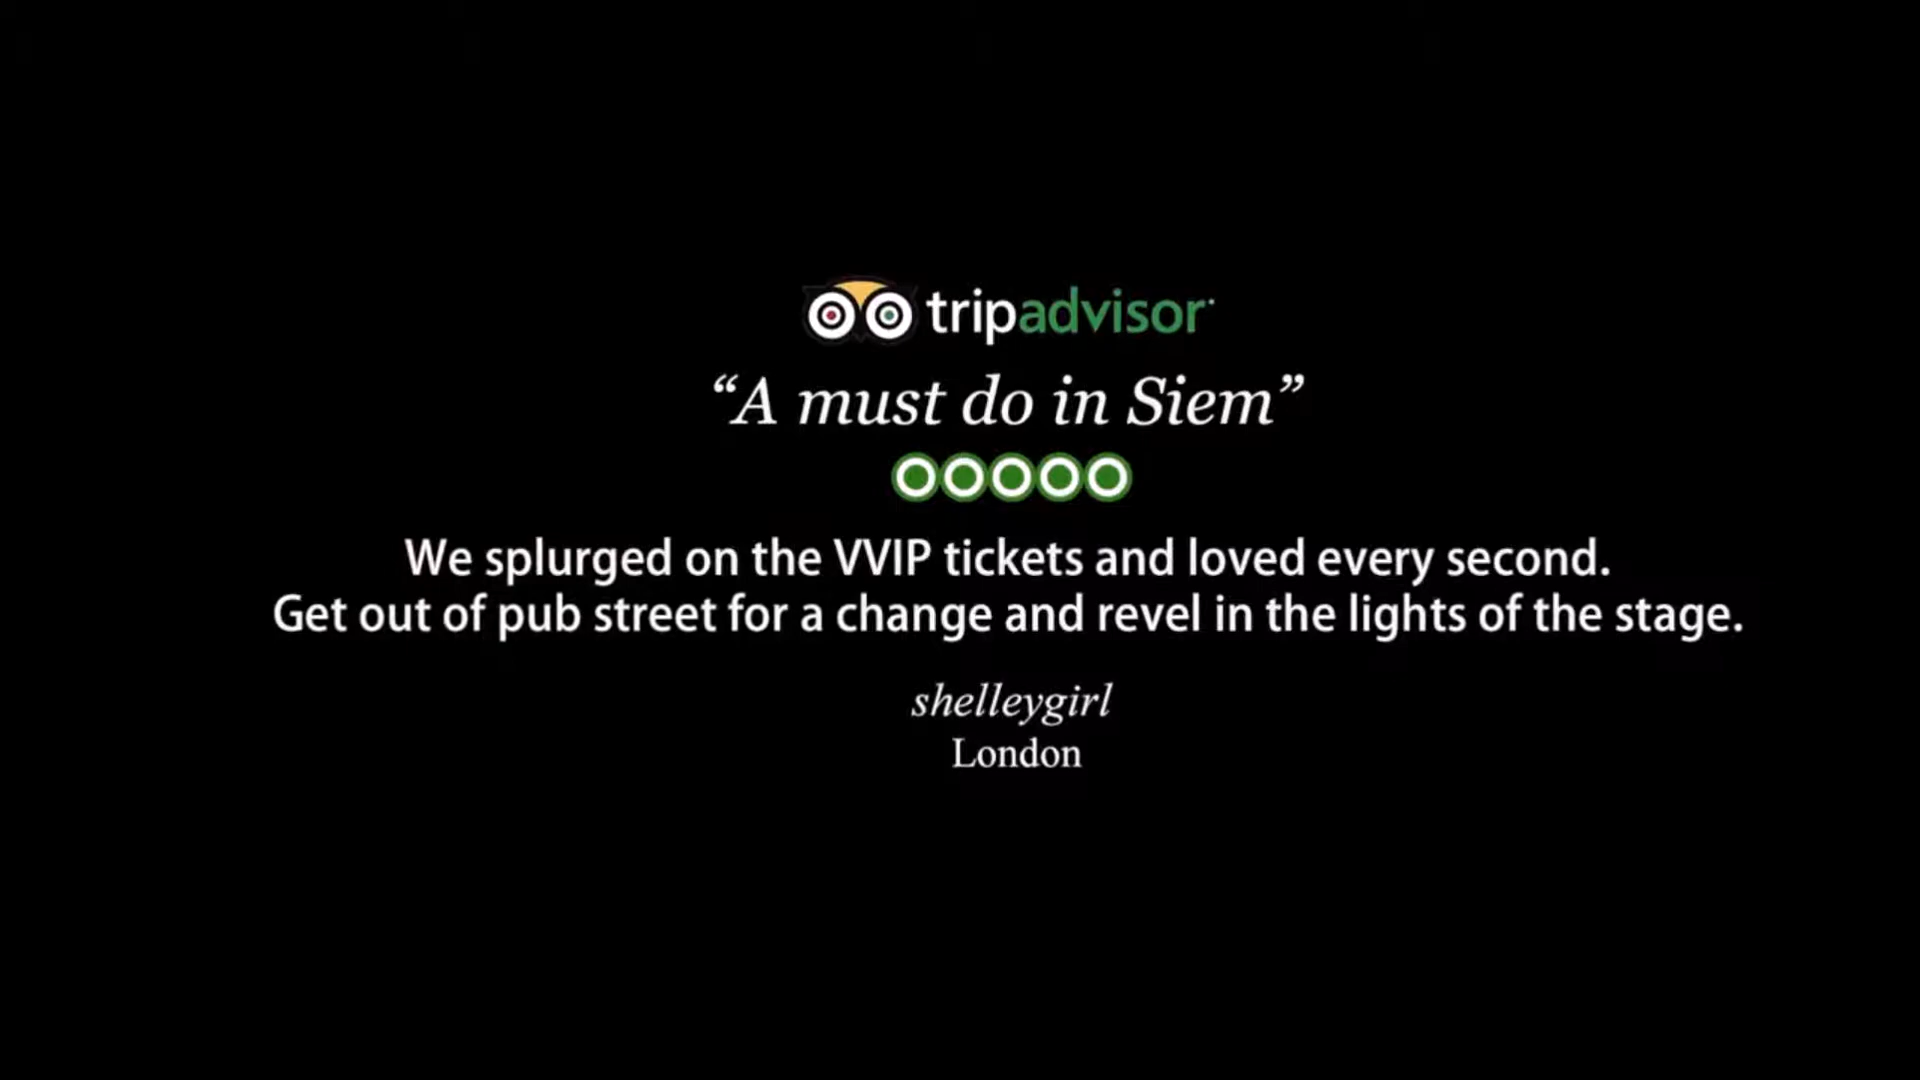 tripadvisor
“A must do in Siem”
We splurged on the VVIP tickets and loved every second.
Get out of pub street for a change and revel in the lights of the stage.
shelleygirl
London